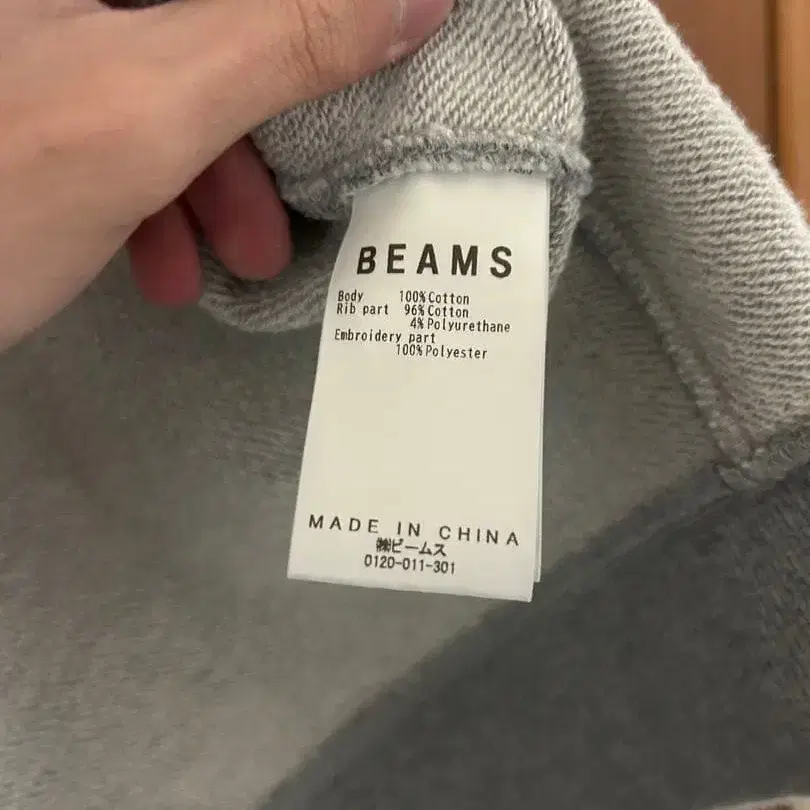 BEAMS
Body 100%Cotton
Rib part 96%Cotton
4%Polyurethane
Embroidery part
100%Polyester
MADE IN CHINA
㈱ビームス
0120-011-301